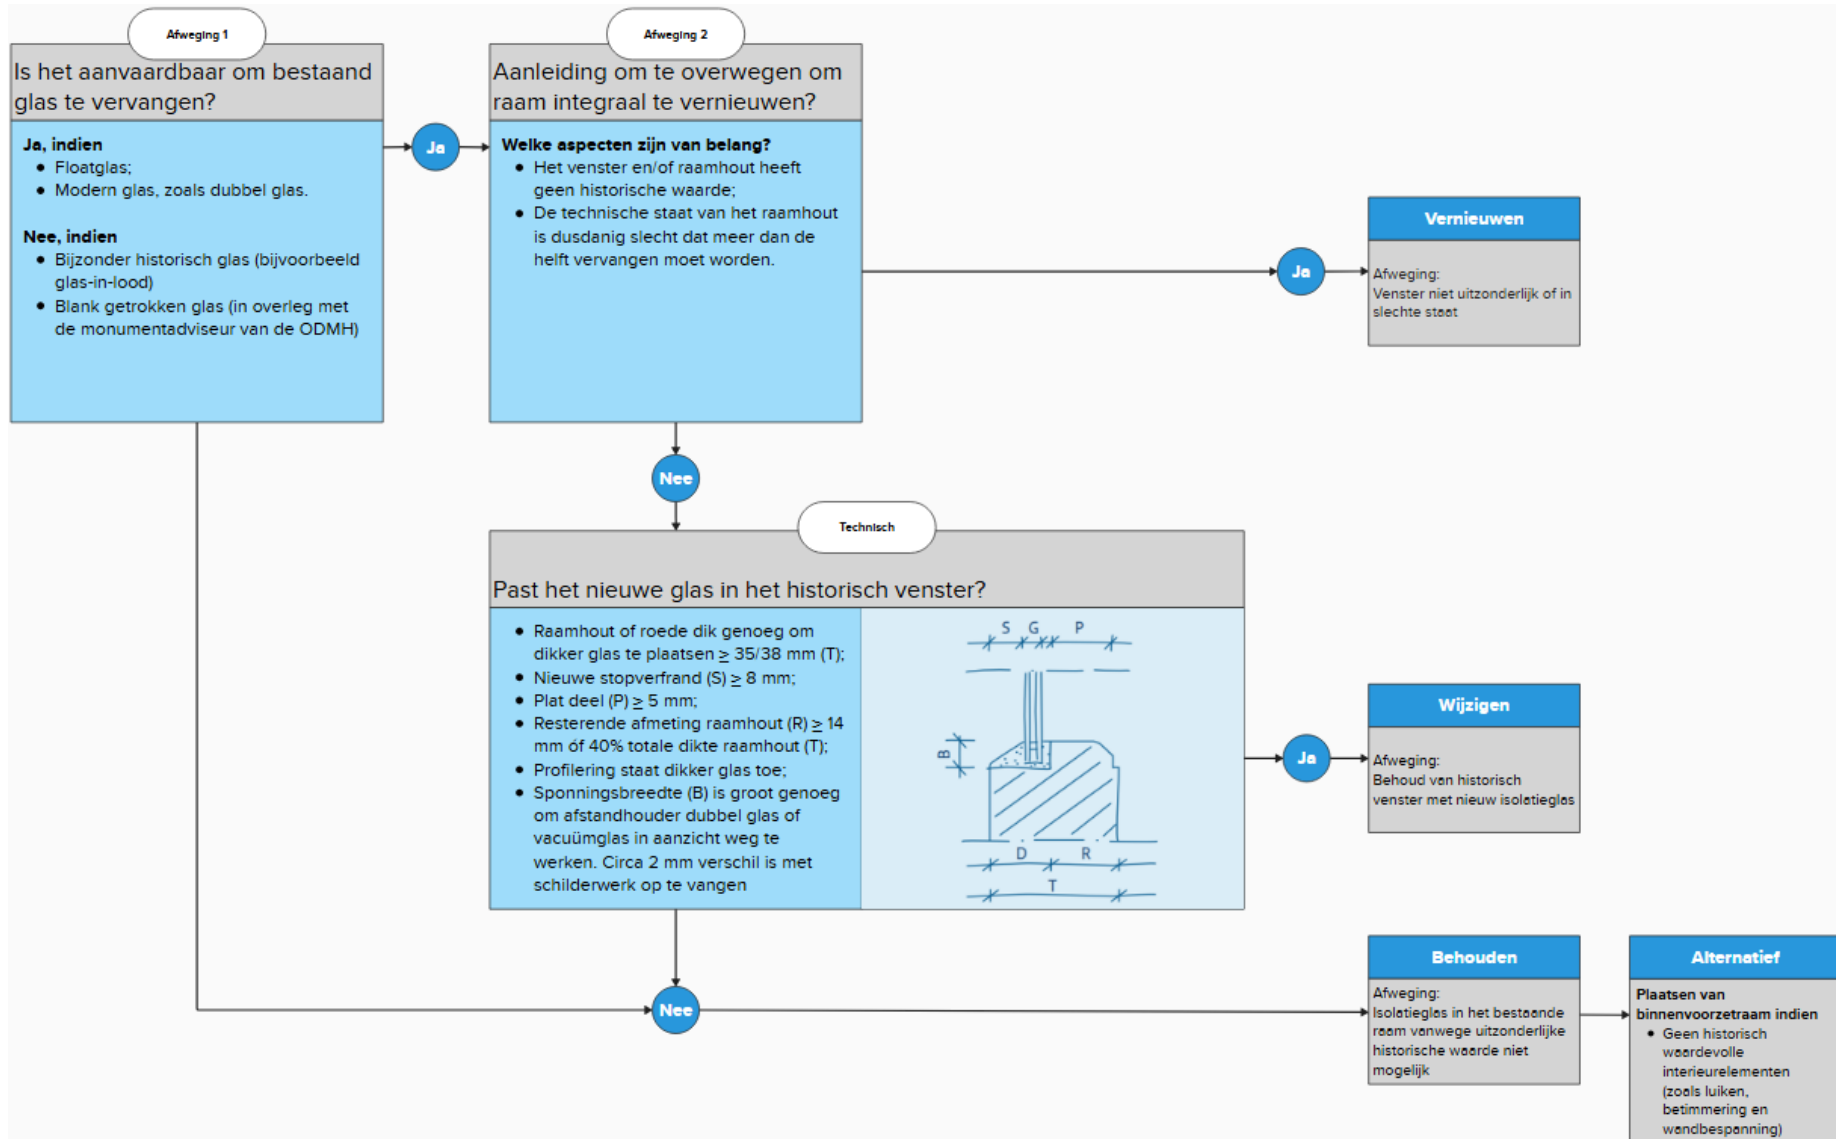 Afweging 1
Is het aanvaardbaar om bestaand
glas te vervangen?
Ja, indien
• Floatglas;
• Modern glas, zoals dubbel glas.
Nee, indien
• Bijzonder historisch glas (bijvoorbeeld
glas-in-lood)
• Blank getrokken glas (in overleg met
de monumentadviseur van de ODMH)
Ja
Afweging 2
Aanleiding om te overwegen om
raam integraal te vernieuwen?
Welke aspecten zijn van belang?
• Het venster en/of raamhout heeft
geen historische waarde;
• De technische staat van het raamhout
is dusdanig slecht dat meer dan de
helft vervangen moet worden.
Ja
Vernieuwen
Afweging:
Venster niet uitzonderlijk of in
slechte staat
Nee
Technisch
Past het nieuwe glas in het historisch venster?
• Raamhout of roede dik genoeg om
dikker glas te plaatsen ≥ 35/38 mm (T);
• Nieuwe stopverfrand (S) ≥ 8 mm;
• Plat deel (P) ≥ 5 mm;
• Resterende afmeting raamhout (R) ≥ 14
mm óf 40% totale dikte raamhout (T);
• Profilering staat dikker glas toe;
• Sponningsbreedte (B) is groot genoeg
om afstandhouder dubbel glas of
vacuümglas in aanzicht weg te
werken. Circa 2 mm verschil is met
schilderwerk op te vangen
S G P
B
D R
T
Ja
Wijzigen
Afweging:
Behoud van historisch
venster met nieuw isolatieglas
Nee
Behouden
Afweging:
Isolatieglas in het bestaande
raam vanwege uitzonderlijke
historische waarde niet
mogelijk
Alternatief
Plaatsen van
binnenvoorzetraam indien
• Geen historisch
waardevolle
interieurelementen
(zoals luiken,
betimmering en
wandbespanning)